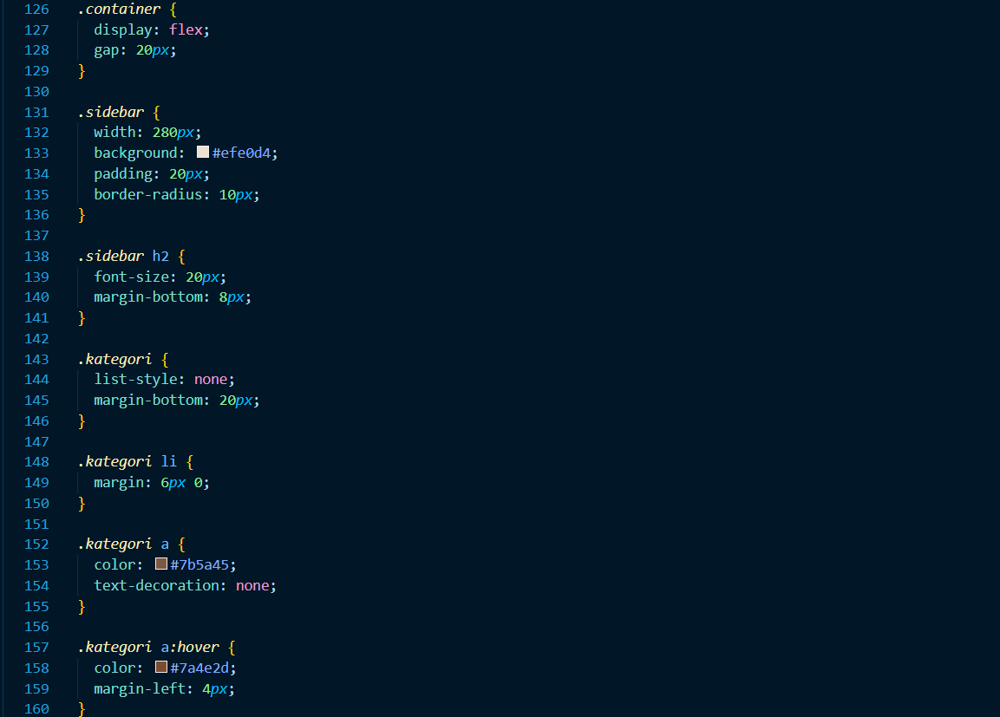 126 .container {
127 display: flex;
128 gap: 20px;
129 }
130
131 .sidebar {
132 width: 280px;
133 background: #efe0d4;
134 padding: 20px;
135 border-radius: 10px;
136 }
137
138 .sidebar h2 {
139 font-size: 20px;
140 margin-bottom: 8px;
141 }
142
143 .kategori {
144 list-style: none;
145 margin-bottom: 20px;
146 }
147
148 .kategori li {
149 margin: 6px 0;
150 }
151
152 .kategori a {
153 color: #7b5a45;
154 text-decoration: none;
155 }
156
157 .kategori a:hover {
158 color: #7a4e2d;
159 margin-left: 4px;
160 }